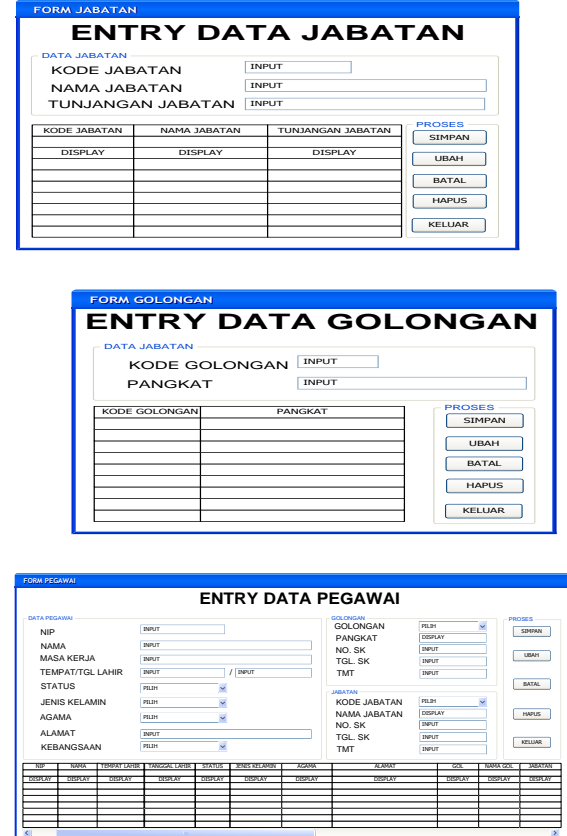 FORM JABATAN
ENTRY DATA JABATAN
DATA JABATAN
KODE JABATAN INPUT
NAMA JABATAN INPUT
TUNJANGAN JABATAN INPUT
KODE JABATAN NAMA JABATAN TUNJANGAN JABATAN
DISPLAY DISPLAY DISPLAY
PROSES
SIMPAN
UBAH
BATAL
HAPUS
KELUAR
FORM GOLONGAN
ENTRY DATA GOLONGAN
DATA JABATAN
KODE GOLONGAN INPUT
PANGKAT INPUT
KODE GOLONGAN PANGKAT
PROSES
SIMPAN
UBAH
BATAL
HAPUS
KELUAR
FORM PEGAWAI
ENTRY DATA PEGAWAI
DATA PEGAWAI
NIP INPUT
NAMA INPUT
MASA KERJA INPUT
TEMPAT/TGL LAHIR INPUT / INPUT
STATUS PILIH
JENIS KELAMIN PILIH
AGAMA PILIH
ALAMAT INPUT
KEBANGSAAN PILIH
GOLONGAN
GOLONGAN PILIH
PANGKAT DISPLAY
NO. SK INPUT
TGL. SK INPUT
TMT INPUT
JABATAN
KODE JABATAN PILIH
NAMA JABATAN DISPLAY
NO. SK INPUT
TGL. SK INPUT
TMT INPUT
PROSES
SIMPAN
UBAH
BATAL
HAPUS
KELUAR
NIP NAMA TEMPAT LAHIR TANGGAL LAHIR STATUS JENIS KELAMIN AGAMA ALAMAT GOL NAMA GOL JABATAN
DISPLAY DISPLAY DISPLAY DISPLAY DISPLAY DISPLAY DISPLAY DISPLAY DISPLAY DISPLAY DISPLAY